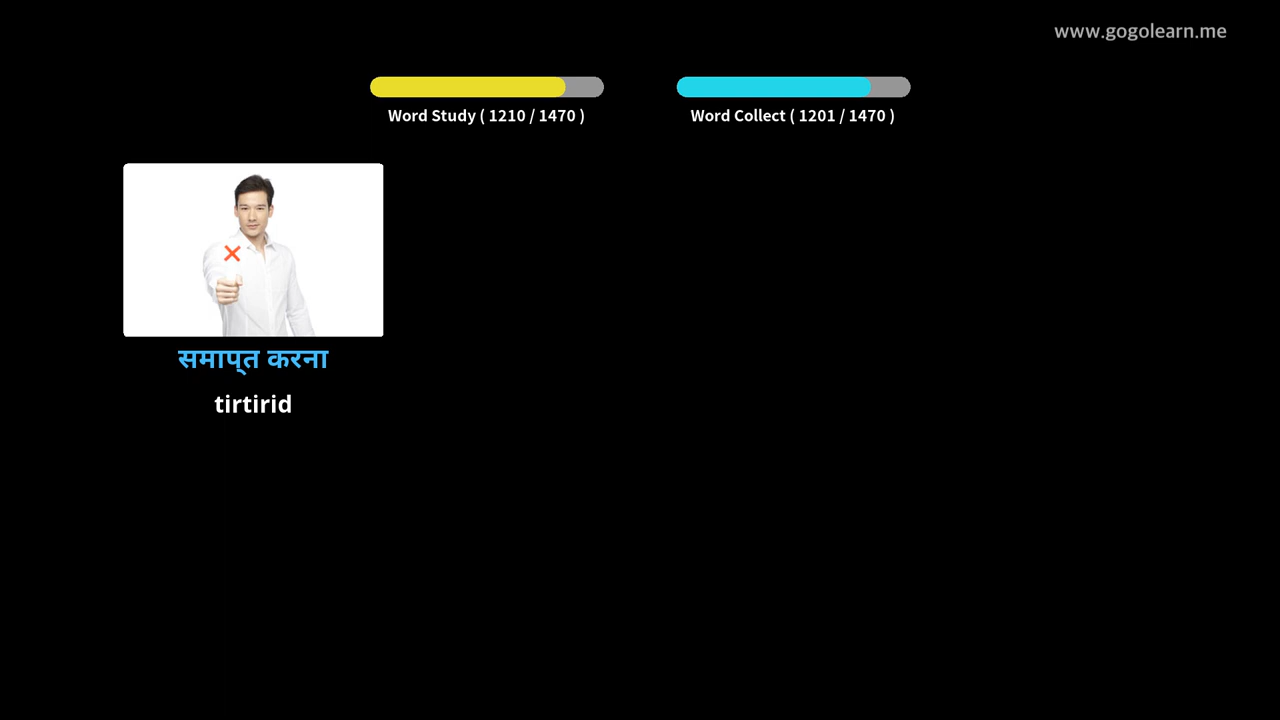 www.gogolearn.me
Word Study ( 1210 / 1470 )
Word Collect ( 1201 / 1470 )
समाप्त करना
tirtirid